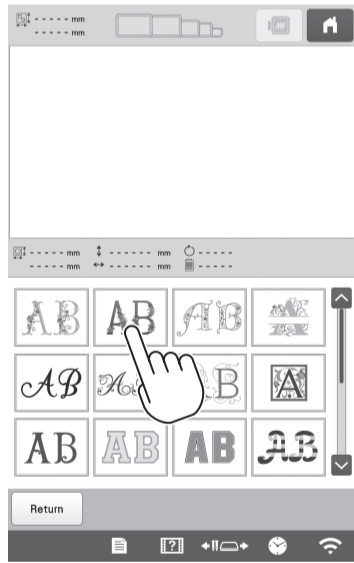 - - - - - mm
- - - - - mm
- - - - - mm - - - - - mm - - - - -
- - - - - mm - - - - - mm - - - - -
AB AB AB
AB B A
AB AB AB AB
Return
?